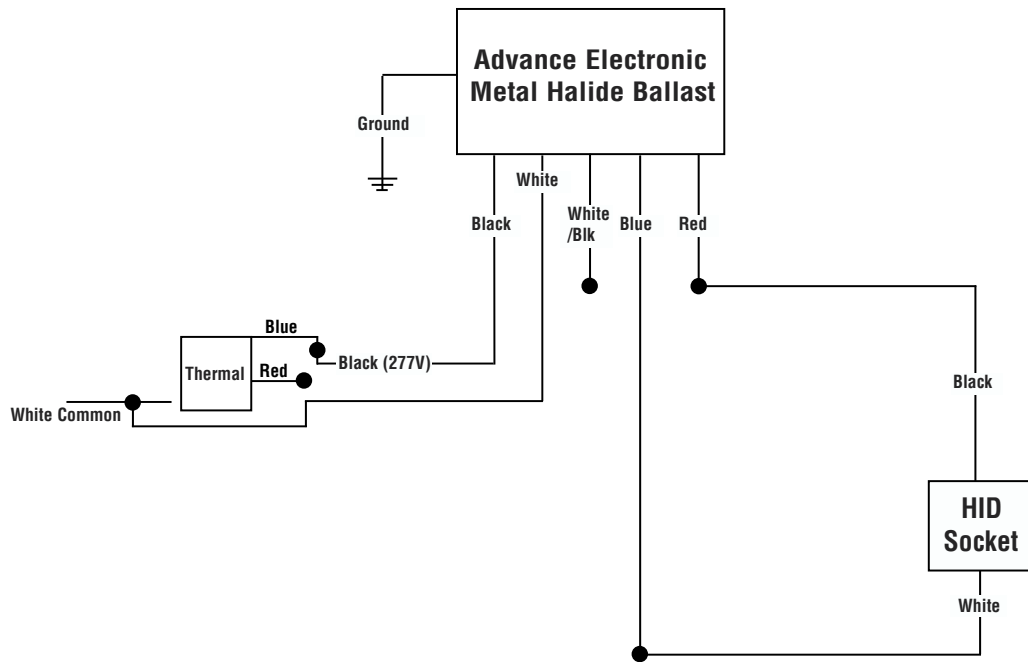 Advance Electronic
Metal Halide Ballast
Ground
White
Black
White
/Blk
Blue
Red
Blue
Thermal
Red
Black (277V)
White Common
Black
HID
Socket
White